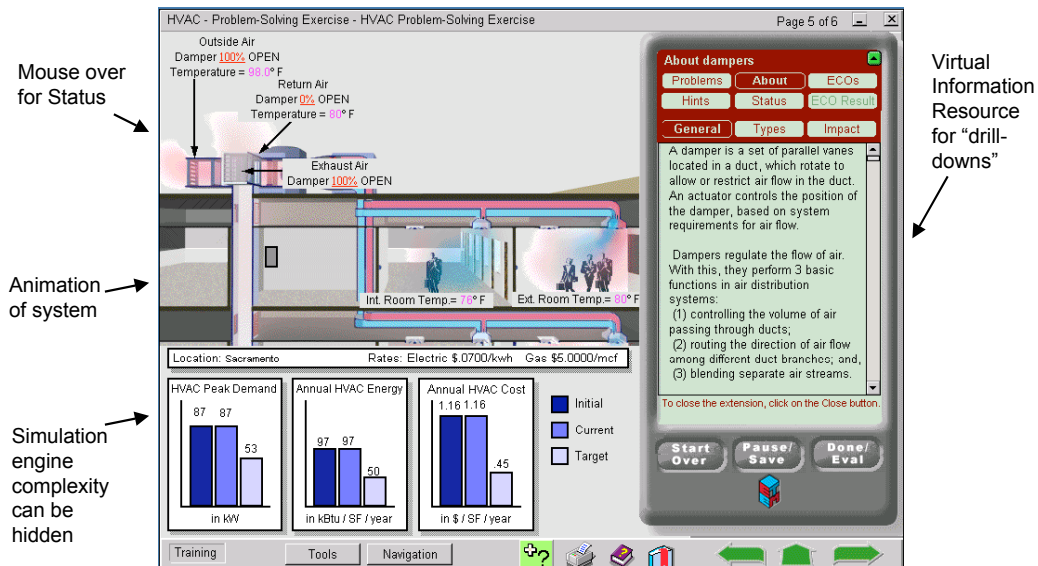 HVAC - Problem-Solving Exercise - HVAC Problem-Solving Exercise
Page 5 of 6
Mouse over
for Status
Animation
of system
Simulation
engine
complexity
can be
hidden
Outside Air
Damper 100% OPEN
Temperature = 98.0° F
Return Air
Damper 0% OPEN
Temperature = 80° F
Exhaust Air
Damper 100% OPEN
Int. Room Temp.= 76° F
Ext. Room Temp.= 80° F
Location: Sacramento
Rates: Electric $.0700/kwh Gas $5.0000/mcf
HVAC Peak Demand
87 87
53
in kW
Annual HVAC Energy
97 97
50
in kBtu / SF / year
Annual HVAC Cost
1.16 1.16
.45
in $ / SF / year
Initial
Current
Target
About dampers
Problems About ECOs
Hints Status ECO Result
General Types Impact
A damper is a set of parallel vanes
located in a duct, which rotate to
allow or restrict air flow in the duct.
An actuator controls the position of
the damper, based on system
requirements for air flow.
Dampers regulate the flow of air.
With this, they perform 3 basic
functions in air distribution
systems:
(1) controlling the volume of air
passing through ducts;
(2) routing the direction of air flow
among different duct branches; and,
(3) blending separate air streams.
To close the extension, click on the Close button.
Start
Over
Pause/
Save
Done/
Eval
Virtual
Information
Resource
for “drill-
downs”
Training
Tools
Navigation